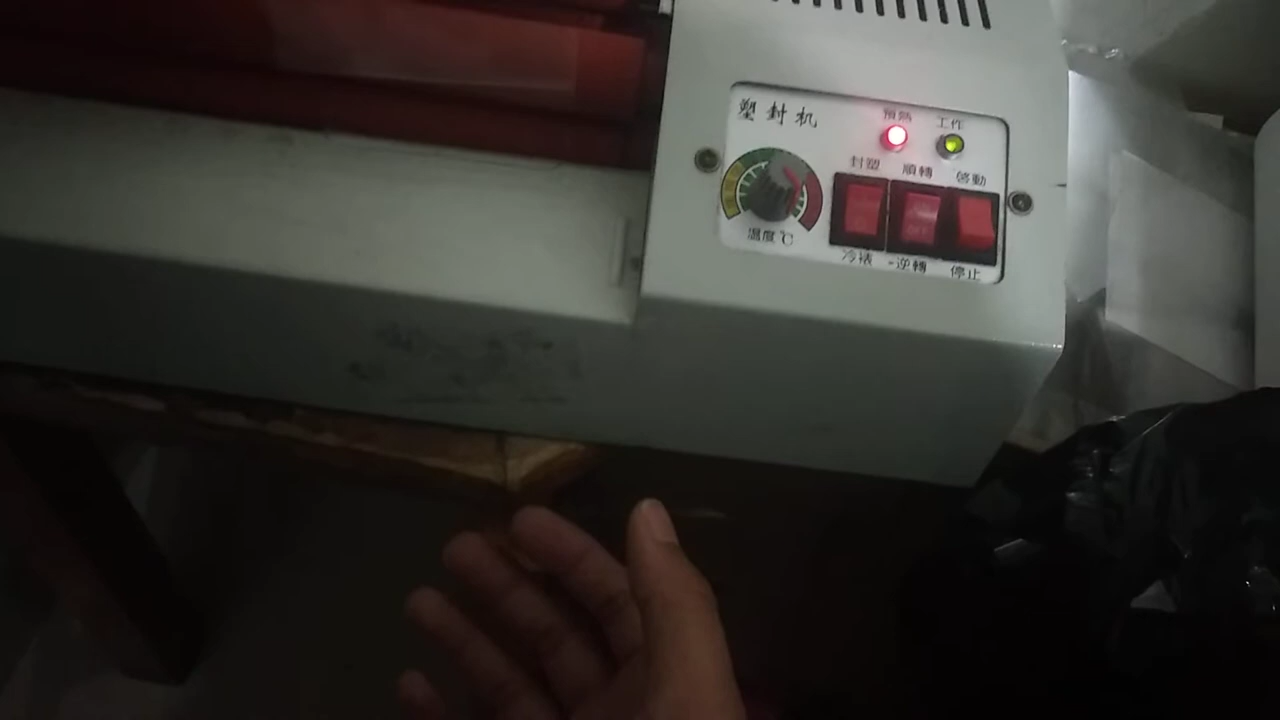 塑封机
預熱 工作
封塑 順轉 啓動
温度℃
冷裱 -逆轉 停止